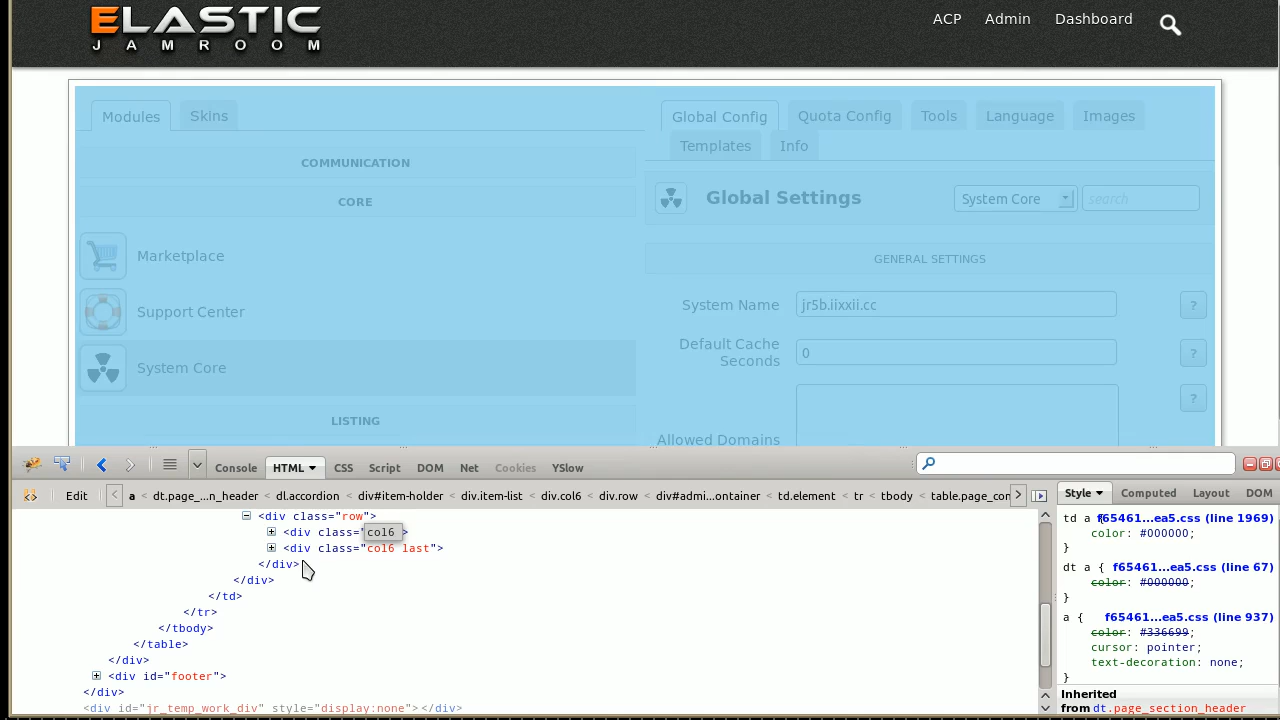 ELASTIC
JAMROOM
ACP Admin Dashboard
Modules Skins
COMMUNICATION
CORE
Marketplace
Support Center
System Core
LISTING
Global Config Quota Config Tools Language Images
Templates Info
Global Settings System Core search
GENERAL SETTINGS
System Name jr5b.iixxii.cc ?
Default Cache
Seconds 0 ?
?
Allowed Domains
Console HTML CSS Script DOM Net Cookies YSlow
Edit a < dt.page_...n_header < dl.accordion < div#item-holder < div.item-list < div.col6 < div.row < div#admi...ontainer < td.element < tr < tbody < table.page_con
<div class="row">
<div class="col6">
<div class="col6 last">
</div>
</div>
</td>
</tr>
</tbody>
</table>
</div>
<div id="footer">
</div>
<div id="jr_temp_work_div" style="display:none"></div>
Style Computed Layout DOM
td a { f65461...ea5.css (line 1969)
color: #000000;
}
dt a { f65461...ea5.css (line 67)
color: #000000;
}
a { f65461...ea5.css (line 937)
color: #336699;
cursor: pointer;
text-decoration: none;
}
Inherited
from dt.page_section_header